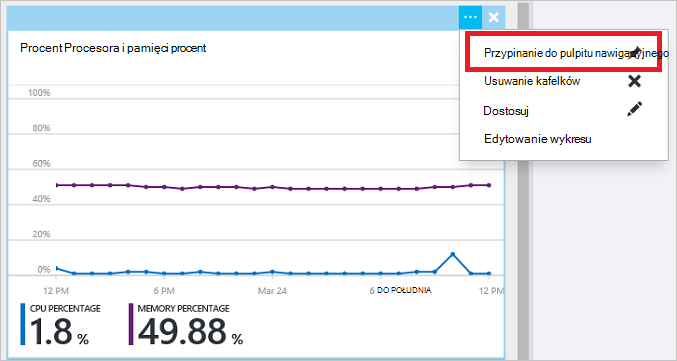 ...
Procent Procesora i pamięci procent
Przypinanie do pulpitu nawigacyjnego
Usuwanie kafelków
Dostosuj
Edytowanie wykresu
100%
80%
60%
40%
20%
0%
12 PM 6 PM Mar 24 6 DO POŁUDNIA 12 PM
CPU PERCENTAGE MEMORY PERCENTAGE
1.8 % 49.88 %